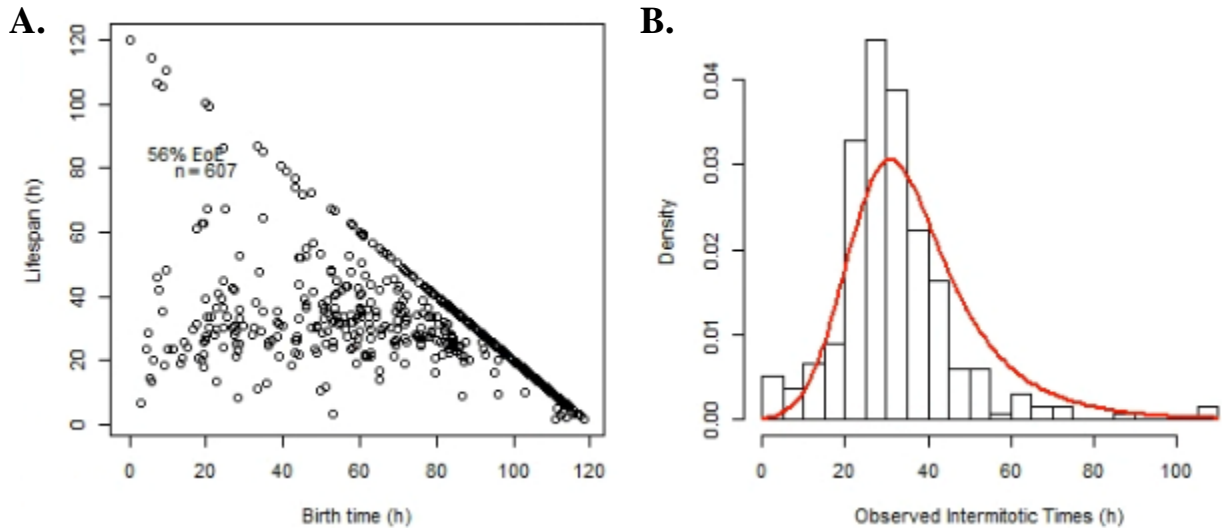 A.
Lifespan (h)
120
100
80
60
40
20
0
56% EoE
n = 607
0 20 40 60 80 100 120
Birth time (h)
B.
Density
0.04
0.03
0.02
0.01
0.00
0 20 40 60 80 100
Observed Intermitotic Times (h)